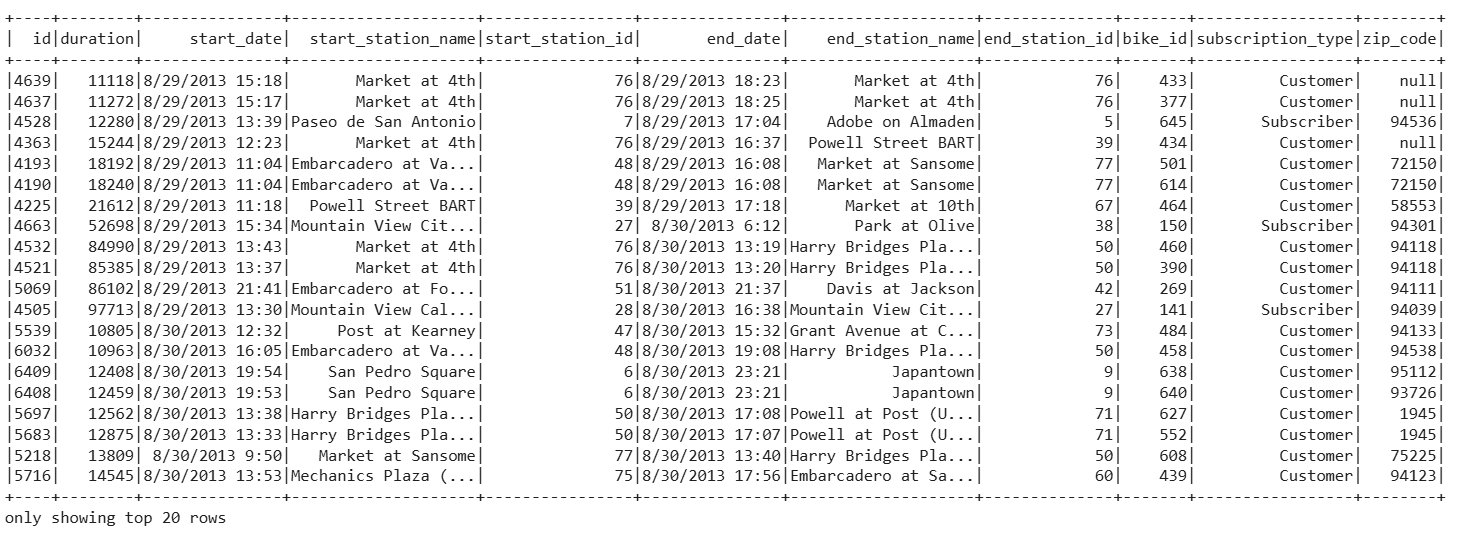 +----+--------+---------------+--------------------+----------------+---------------+--------------------+--------------+-------+-----------------+--------+
|  id|duration|     start_date|  start_station_name|start_station_id|       end_date|    end_station_name|end_station_id|bike_id|subscription_type|zip_code|
+----+--------+---------------+--------------------+----------------+---------------+--------------------+--------------+-------+-----------------+--------+
|4639|   11118|8/29/2013 15:18|       Market at 4th|              76|8/29/2013 18:23|       Market at 4th|            76|    433|         Customer|    null|
|4637|   11272|8/29/2013 15:17|       Market at 4th|              76|8/29/2013 18:25|       Market at 4th|            76|    377|         Customer|    null|
|4528|   12280|8/29/2013 13:39|Paseo de San Antonio|               7|8/29/2013 17:04|    Adobe on Almaden|             5|    645|       Subscriber|   94536|
|4363|   15244|8/29/2013 12:23|       Market at 4th|              76|8/29/2013 16:37|  Powell Street BART|            39|    434|         Customer|    null|
|4193|   18192|8/29/2013 11:04|Embarcadero at Va...|              48|8/29/2013 16:08|   Market at Sansome|            77|    501|         Customer|   72150|
|4190|   18240|8/29/2013 11:04|Embarcadero at Va...|              48|8/29/2013 16:08|   Market at Sansome|            77|    614|         Customer|   72150|
|4225|   21612|8/29/2013 11:18|  Powell Street BART|              39|8/29/2013 17:18|      Market at 10th|            67|    464|         Customer|   58553|
|4663|   52698|8/29/2013 15:34|Mountain View Cit...|              27| 8/30/2013 6:12|       Park at Olive|            38|    150|       Subscriber|   94301|
|4532|   84990|8/29/2013 13:43|       Market at 4th|              76|8/30/2013 13:19|Harry Bridges Pla...|            50|    460|         Customer|   94118|
|4521|   85385|8/29/2013 13:37|       Market at 4th|              76|8/30/2013 13:20|Harry Bridges Pla...|            50|    390|         Customer|   94118|
|5069|   86102|8/29/2013 21:41|Embarcadero at Fo...|              51|8/30/2013 21:37|    Davis at Jackson|            42|    269|         Customer|   94111|
|4505|   97713|8/29/2013 13:30|Mountain View Cal...|              28|8/30/2013 16:38|Mountain View Cit...|            27|    141|       Subscriber|   94039|
|5539|   10805|8/30/2013 12:32|     Post at Kearney|              47|8/30/2013 15:32|Grant Avenue at C...|            73|    484|         Customer|   94133|
|6032|   10963|8/30/2013 16:05|Embarcadero at Va...|              48|8/30/2013 19:08|Harry Bridges Pla...|            50|    458|         Customer|   94538|
|6409|   12408|8/30/2013 19:54|    San Pedro Square|               6|8/30/2013 23:21|           Japantown|             9|    638|         Customer|   95112|
|6408|   12459|8/30/2013 19:53|    San Pedro Square|               6|8/30/2013 23:21|           Japantown|             9|    640|         Customer|   93726|
|5697|   12562|8/30/2013 13:38|Harry Bridges Pla...|              50|8/30/2013 17:08|Powell at Post (U...|            71|    627|         Customer|    1945|
|5683|   12875|8/30/2013 13:33|Harry Bridges Pla...|              50|8/30/2013 17:07|Powell at Post (U...|            71|    552|         Customer|    1945|
|5218|   13809| 8/30/2013 9:50|   Market at Sansome|              77|8/30/2013 13:40|Harry Bridges Pla...|            50|    608|         Customer|   75225|
|5716|   14545|8/30/2013 13:53|Mechanics Plaza (...|              75|8/30/2013 17:56|Embarcadero at Sa...|            60|    439|         Customer|   94123|
+----+--------+---------------+--------------------+----------------+---------------+--------------------+--------------+-------+-----------------+--------+
only showing top 20 rows